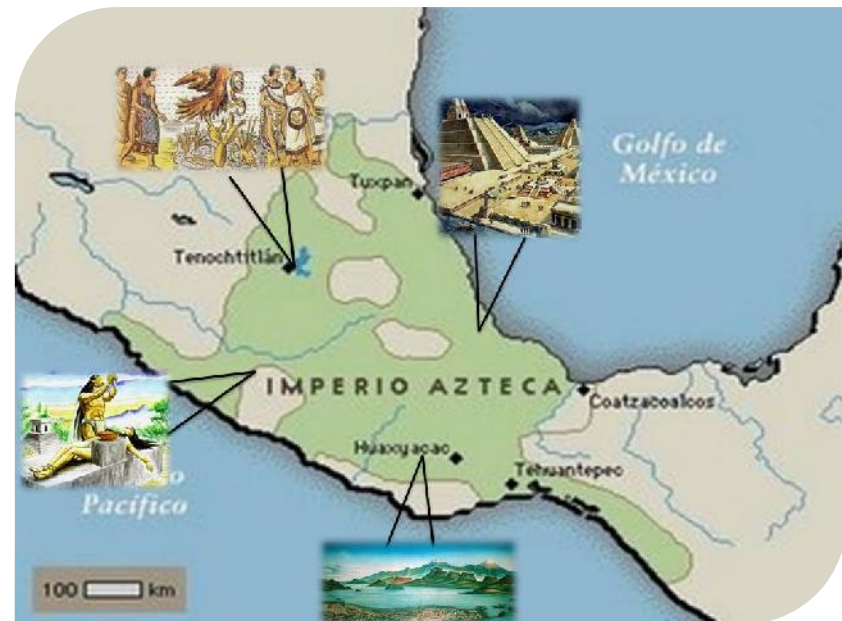 Golfo de
México
Tuxpan
Tenochtitlán
IMPERIO AZTECA
Coatzacoalcos
Huaxyacac
Tehuantepec
o
Pacífico
100 km